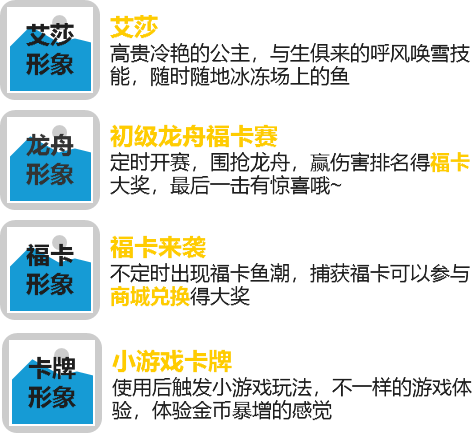 艾莎
形象
艾莎
高贵冷艳的公主，与生俱来的呼风唤雪技
能，随时随地冰冻场上的鱼
龙舟
形象
初级龙舟福卡赛
定时开赛，围抢龙舟，赢伤害排名得福卡
大奖，最后一击有惊喜哦~
福卡
形象
福卡来袭
不定时出现福卡鱼潮，捕获福卡可以参与
商城兑换得大奖
卡牌
形象
小游戏卡牌
使用后触发小游戏玩法，不一样的游戏体
验，体验金币暴增的感觉